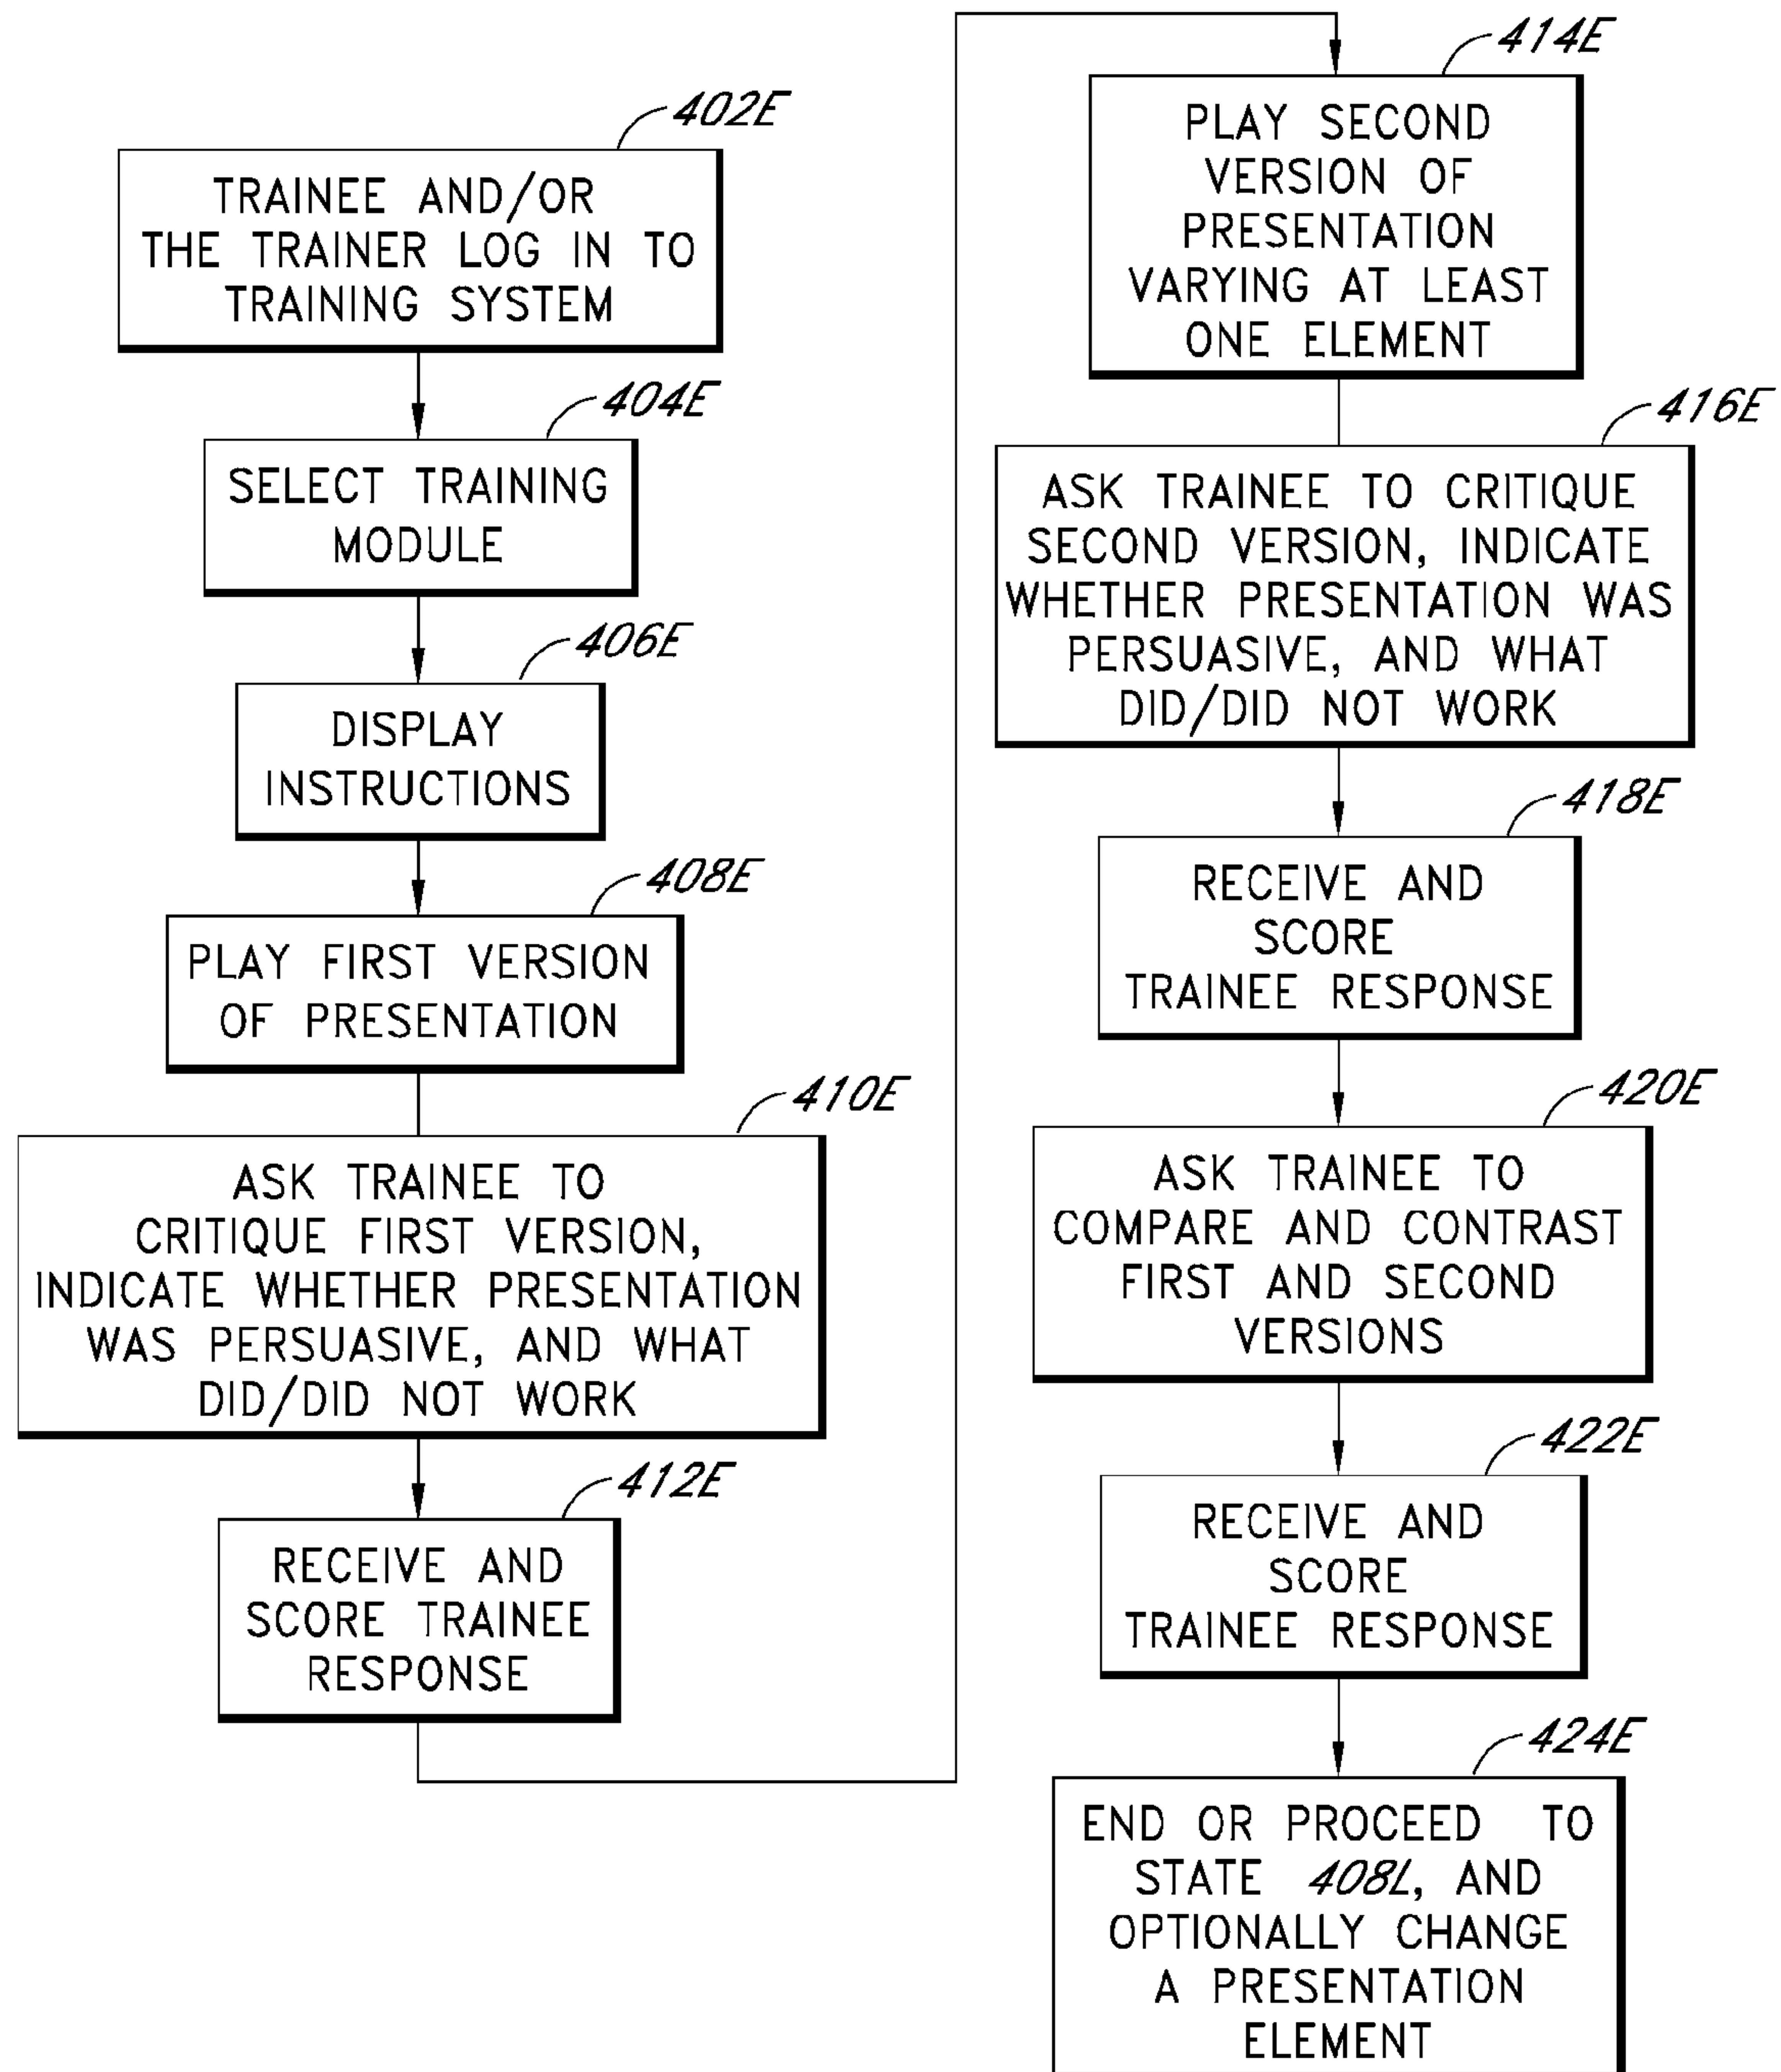 402E
TRAINEE AND/OR
THE TRAINER LOG IN TO
TRAINING SYSTEM
404E
SELECT TRAINING
MODULE
406E
DISPLAY
INSTRUCTIONS
408E
PLAY FIRST VERSION
OF PRESENTATION
410E
ASK TRAINEE TO
CRITIQUE FIRST VERSION,
INDICATE WHETHER PRESENTATION
WAS PERSUASIVE, AND WHAT
DID/DID NOT WORK
412E
RECEIVE AND
SCORE TRAINEE
RESPONSE
414E
PLAY SECOND
VERSION OF
PRESENTATION
VARYING AT LEAST
ONE ELEMENT
416E
ASK TRAINEE TO CRITIQUE
SECOND VERSION, INDICATE
WHETHER PRESENTATION WAS
PERSUASIVE, AND WHAT
DID/DID NOT WORK
418E
RECEIVE AND
SCORE
TRAINEE RESPONSE
420E
ASK TRAINEE TO
COMPARE AND CONTRAST
FIRST AND SECOND
VERSIONS
422E
RECEIVE AND
SCORE
TRAINEE RESPONSE
424E
END OR PROCEED TO
STATE 408L, AND
OPTIONALLY CHANGE
A PRESENTATION
ELEMENT